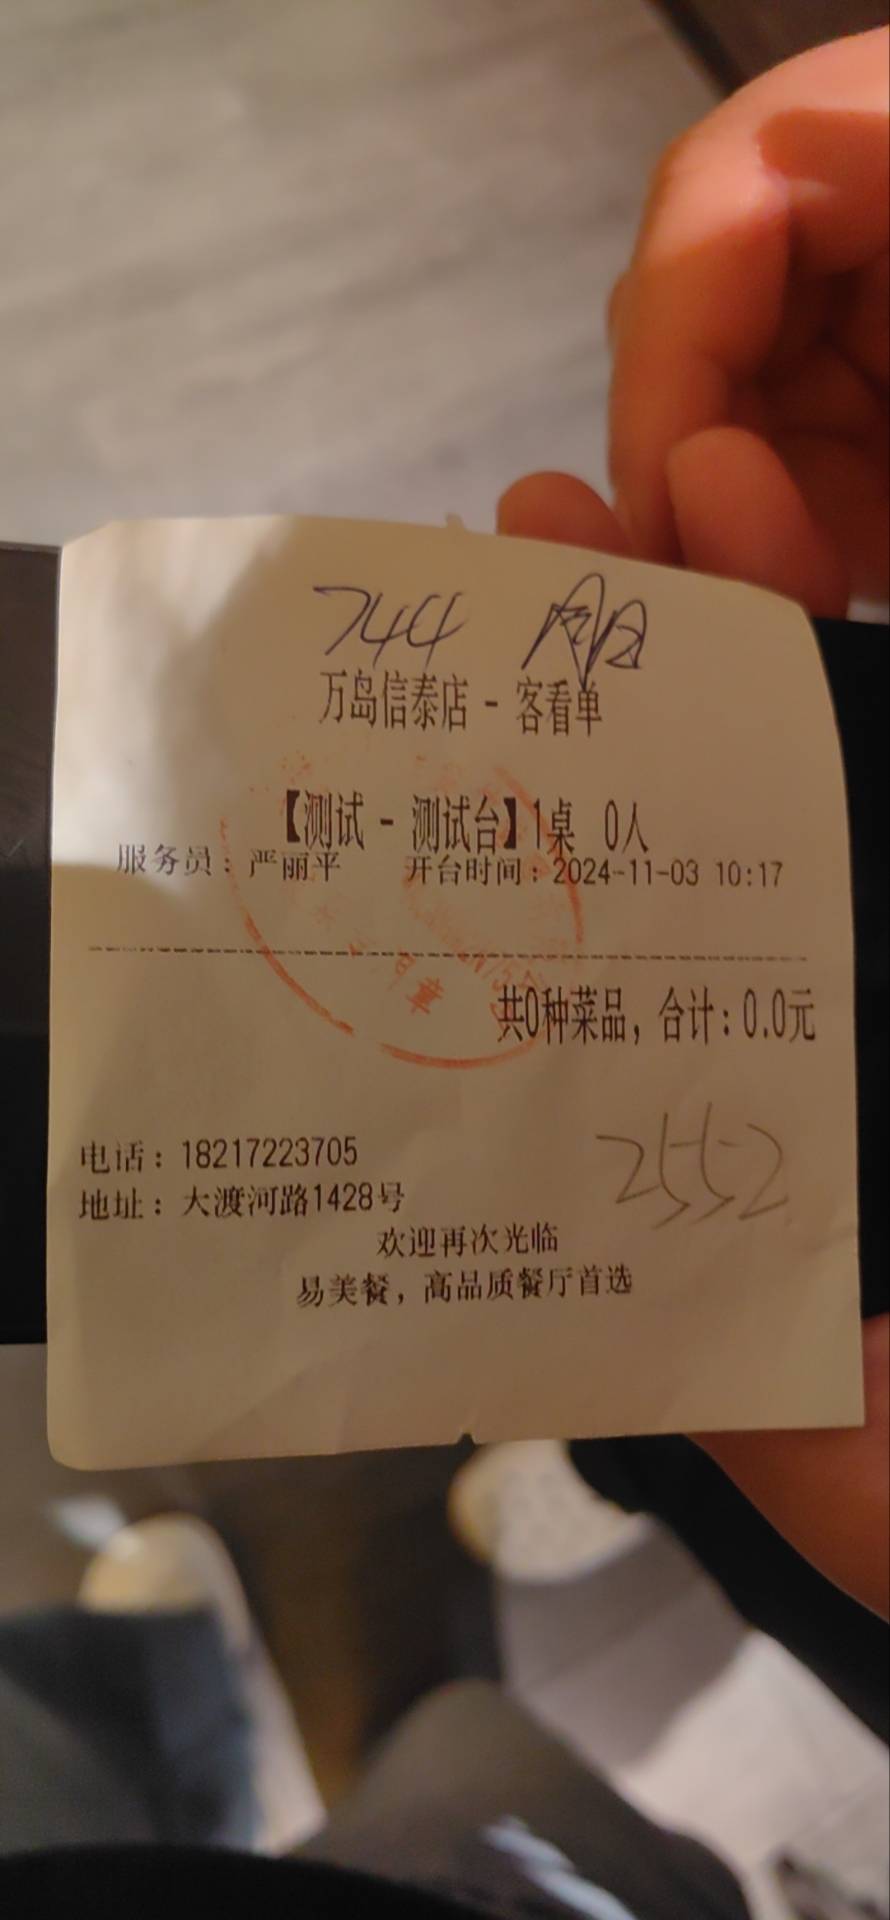 744
万岛信泰店 - 客看单
【测试 - 测试台】1桌 0人
服务员：严丽平 开台时间：2024-11-03 10:17
共0种菜品，合计：0.0元
2552
电话：18217223705
地址：大渡河路1428号
欢迎再次光临
易美餐，高品质餐厅首选